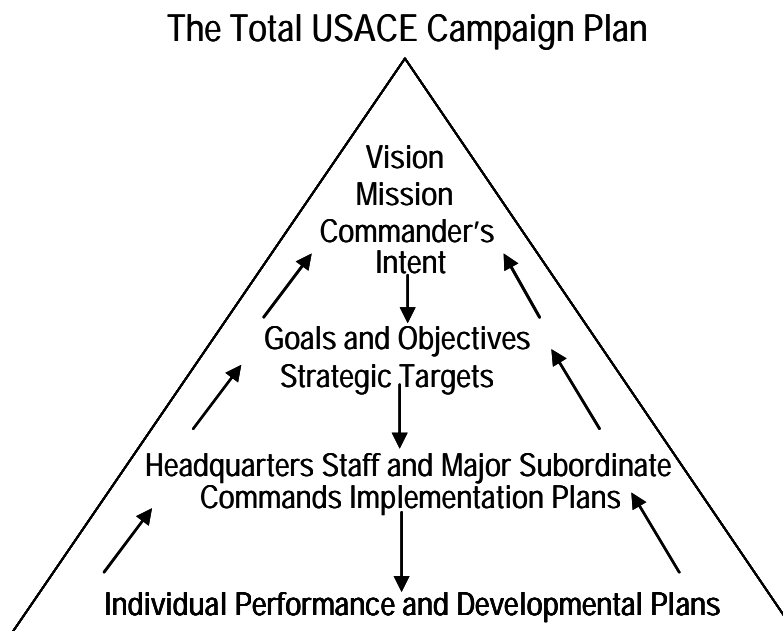 The Total USACE Campaign Plan
Vision
Mission
Commander's
Intent
Goals and Objectives
Strategic Targets
Headquarters Staff and Major Subordinate
Commands Implementation Plans
Individual Performance and Developmental Plans